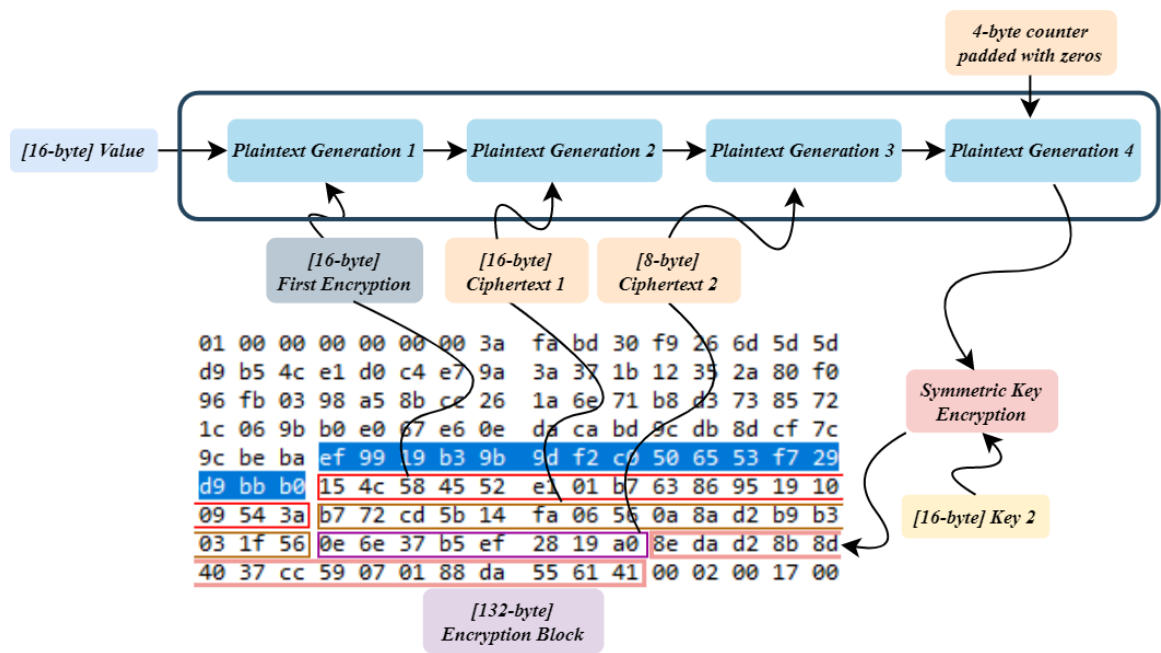 4-byte counter
padded with zeros
[16-byte] Value
Plaintext Generation 1
Plaintext Generation 2
Plaintext Generation 3
Plaintext Generation 4
[16-byte]
First Encryption
[16-byte]
Ciphertext 1
[8-byte]
Ciphertext 2
01 00 00 00 00 00 00 3a fa bd 30 f9 26 6d 5d 5d
d9 b5 4c e1 d0 c4 e7 9a 3a 37 1b 12 35 2a 80 f0
96 fb 03 98 a5 8b cc 26 1a 6e 71 b8 d3 73 85 72
1c 06 9b b0 e0 67 e6 0e da ca bd 9c db 8d cf 7c
9c be ba ef 99 19 b3 9b 9d f2 c0 50 65 53 f7 29
d9 bb b0 15 4c 58 45 52 e1 01 b7 63 86 95 19 10
09 54 3a b7 72 cd 5b 14 fa 06 56 0a 8a d2 b9 b3
03 1f 56 0e 6e 37 b5 ef 28 19 a0 8e da d2 8b 8d
40 37 cc 59 07 01 88 da 55 61 41 00 02 00 17 00
Symmetric Key
Encryption
[16-byte] Key 2
[132-byte]
Encryption Block